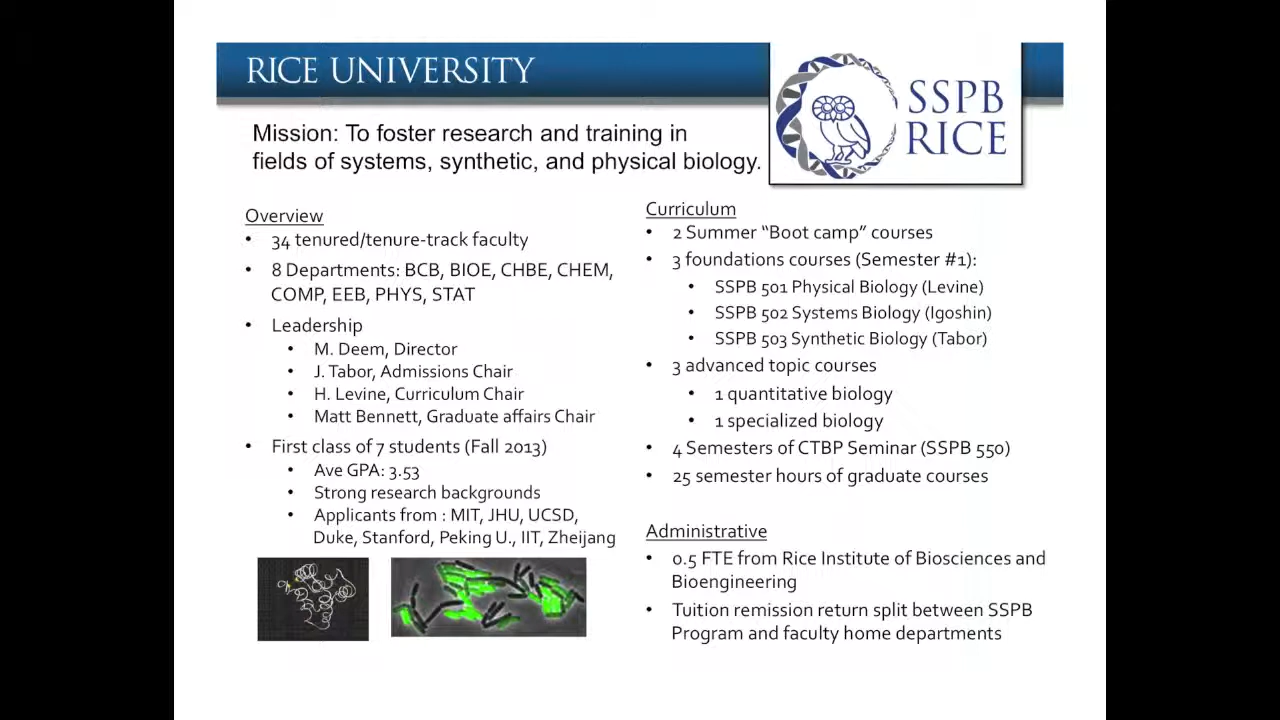 RICE UNIVERSITY
SSPB
RICE
Mission: To foster research and training in
fields of systems, synthetic, and physical biology.
Overview
• 34 tenured/tenure-track faculty
• 8 Departments: BCB, BIOE, CHBE, CHEM,
COMP, EEB, PHYS, STAT
• Leadership
• M. Deem, Director
• J. Tabor, Admissions Chair
• H. Levine, Curriculum Chair
• Matt Bennett, Graduate affairs Chair
• First class of 7 students (Fall 2013)
• Ave GPA: 3.53
• Strong research backgrounds
• Applicants from : MIT, JHU, UCSD,
Duke, Stanford, Peking U., IIT, Zheijang
Curriculum
• 2 Summer “Boot camp” courses
• 3 foundations courses (Semester #1):
• SSPB 501 Physical Biology (Levine)
• SSPB 502 Systems Biology (Igoshin)
• SSPB 503 Synthetic Biology (Tabor)
• 3 advanced topic courses
• 1 quantitative biology
• 1 specialized biology
• 4 Semesters of CTBP Seminar (SSPB 550)
• 25 semester hours of graduate courses
Administrative
• 0.5 FTE from Rice Institute of Biosciences and
Bioengineering
• Tuition remission return split between SSPB
Program and faculty home departments